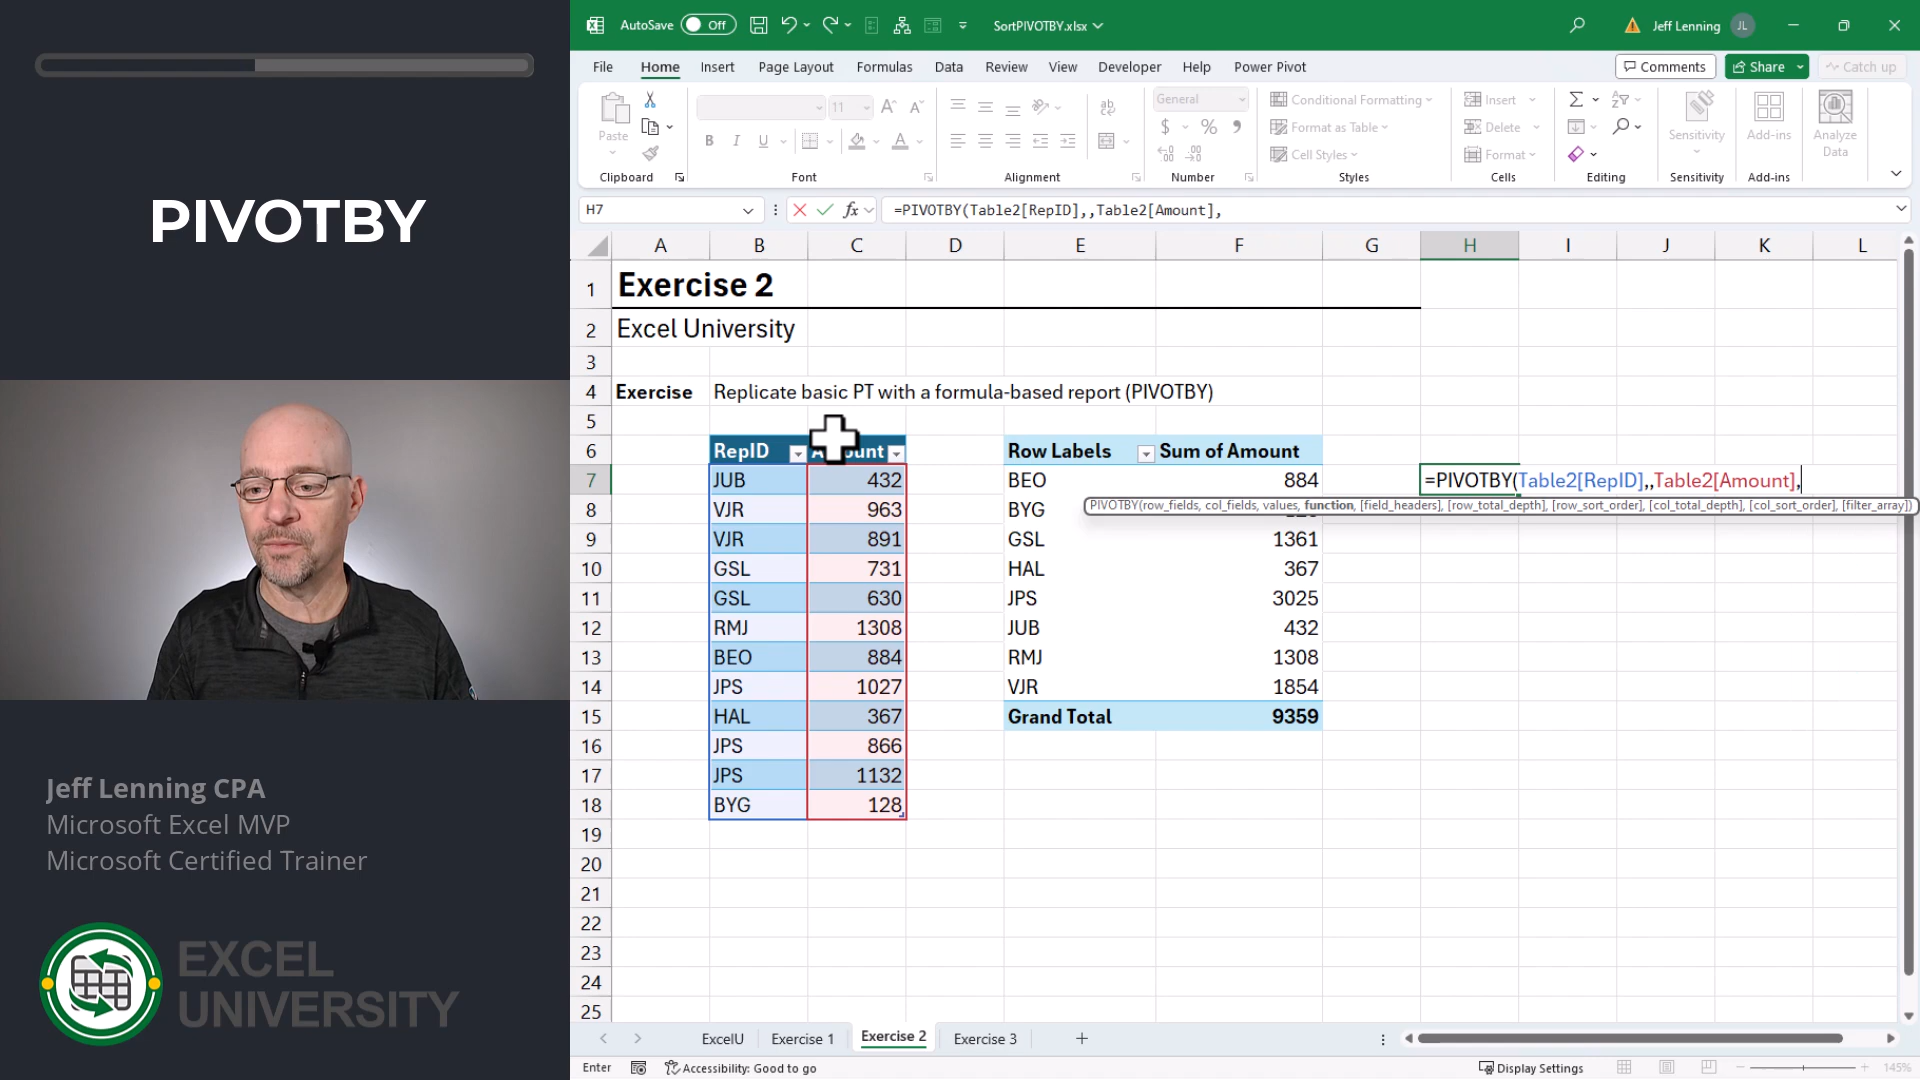 PIVOTBY
Jeff Lenning CPA
Microsoft Excel MVP
Microsoft Certified Trainer
EXCEL
UNIVERSITY
AutoSave Off SortPIVOTBY.xlsx Jeff Lenning JL
File Home Insert Page Layout Formulas Data Review View Developer Help Power Pivot Comments Share Catch up
Paste
Clipboard
11
B I U
Font
Alignment
General
$ % 9
Number
Conditional Formatting
Format as Table
Cell Styles
Styles
Insert
Delete
Format
Cells
Editing
Sensitivity
Sensitivity
Add-ins
Add-ins
Analyze
Data
H7 fx =PIVOTBY(Table2[RepID],,Table2[Amount],
A B C D E F G H I J K L
1 Exercise 2
2 Excel University
3
4 Exercise Replicate basic PT with a formula-based report (PIVOTBY)
5
6 RepID Row Labels Sum of Amount
7 JUB 432 BEO 884 =PIVOTBY(Table2[RepID],,Table2[Amount],
PIVOTBY(row_fields, col_fields, values, function, [field_headers], [row_total_depth], [row_sort_order], [col_total_depth], [col_sort_order], [filter_array])
8 VJR 963 BYG
9 VJR 891 GSL 1361
10 GSL 731 HAL 367
11 GSL 630 JPS 3025
12 RMJ 1308 JUB 432
13 BEO 884 RMJ 1308
14 JPS 1027 VJR 1854
15 HAL 367 Grand Total 9359
16 JPS 866
17 JPS 1132
18 BYG 128
19
20
21
22
23
24
25
ExcelU Exercise 1 Exercise 2 Exercise 3
Enter Accessibility: Good to go Display Settings 145%